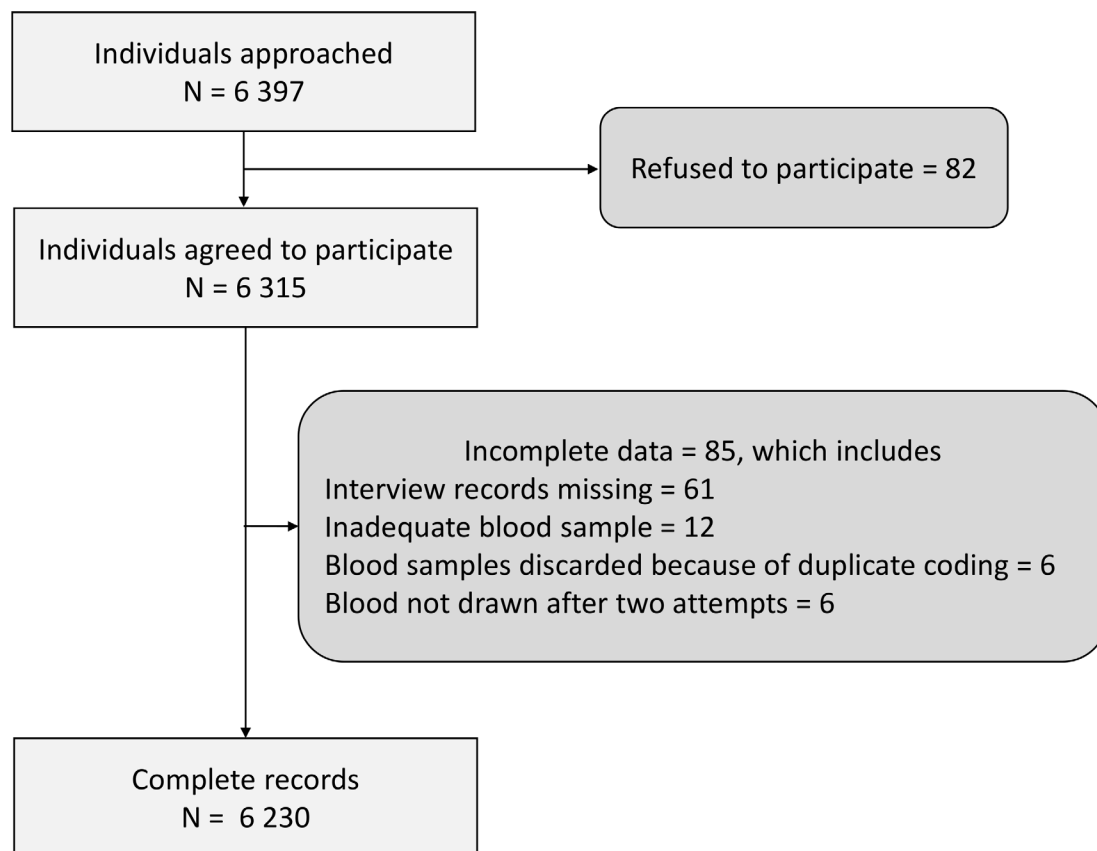 Individuals approached
N = 6 397
Refused to participate = 82
Individuals agreed to participate
N = 6 315
Incomplete data = 85, which includes
Interview records missing = 61
Inadequate blood sample = 12
Blood samples discarded because of duplicate coding = 6
Blood not drawn after two attempts = 6
Complete records
N =  6 230